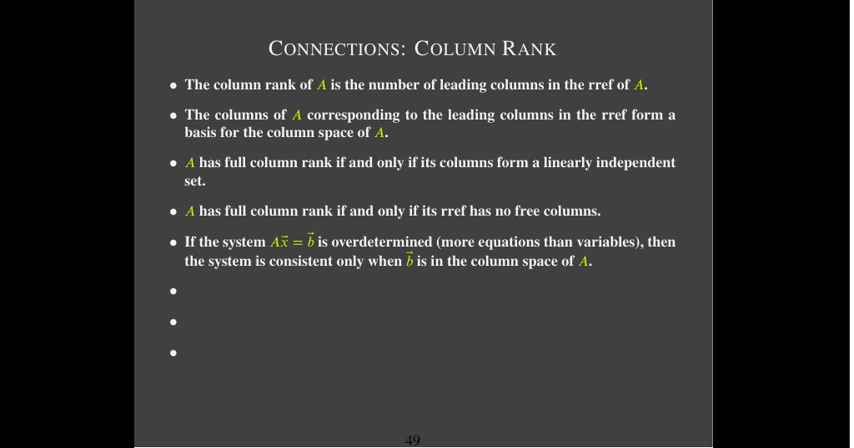 CONNECTIONS: COLUMN RANK
• The column rank of A is the number of leading columns in the rref of A.
• The columns of A corresponding to the leading columns in the rref form a
basis for the column space of A.
• A has full column rank if and only if its columns form a linearly independent
set.
• A has full column rank if and only if its rref has no free columns.
• If the system Ax⃗ = b⃗ is overdetermined (more equations than variables), then
the system is consistent only when b⃗ is in the column space of A.
•
•
•
49